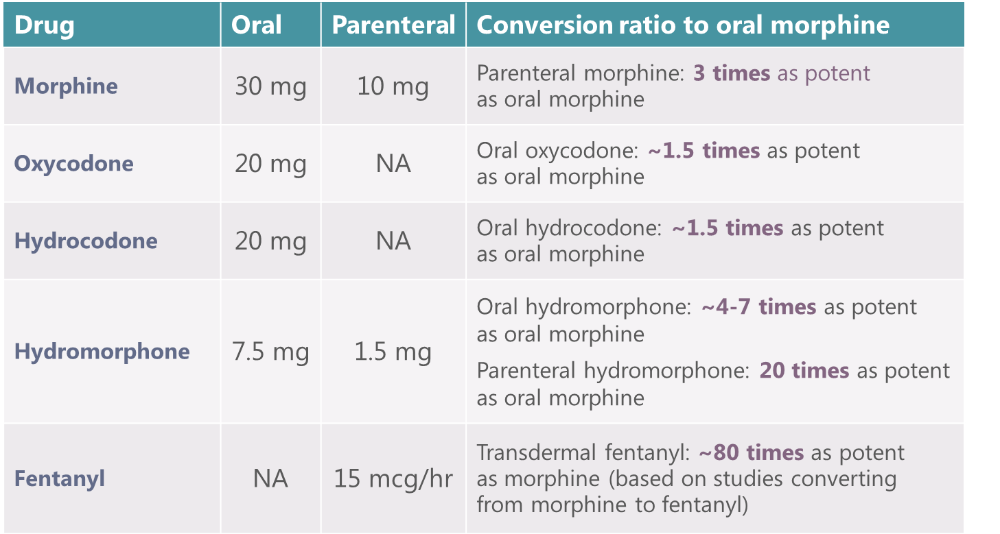 Drug Oral Parenteral Conversion ratio to oral morphine
Morphine 30 mg 10 mg Parenteral morphine: 3 times as potent
as oral morphine
Oxycodone 20 mg NA Oral oxycodone: ~1.5 times as potent
as oral morphine
Hydrocodone 20 mg NA Oral hydrocodone: ~1.5 times as potent
as oral morphine
Hydromorphone 7.5 mg 1.5 mg Oral hydromorphone: ~4-7 times as potent
as oral morphine
Parenteral hydromorphone: 20 times as potent
as oral morphine
Fentanyl NA 15 mcg/hr Transdermal fentanyl: ~80 times as potent
as morphine (based on studies converting
from morphine to fentanyl)